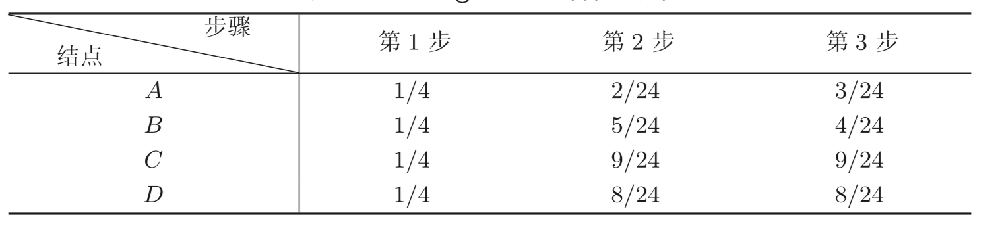 步骤
结点
第 1 步 第 2 步 第 3 步
A 1/4 2/24 3/24
B 1/4 5/24 4/24
C 1/4 9/24 9/24
D 1/4 8/24 8/24